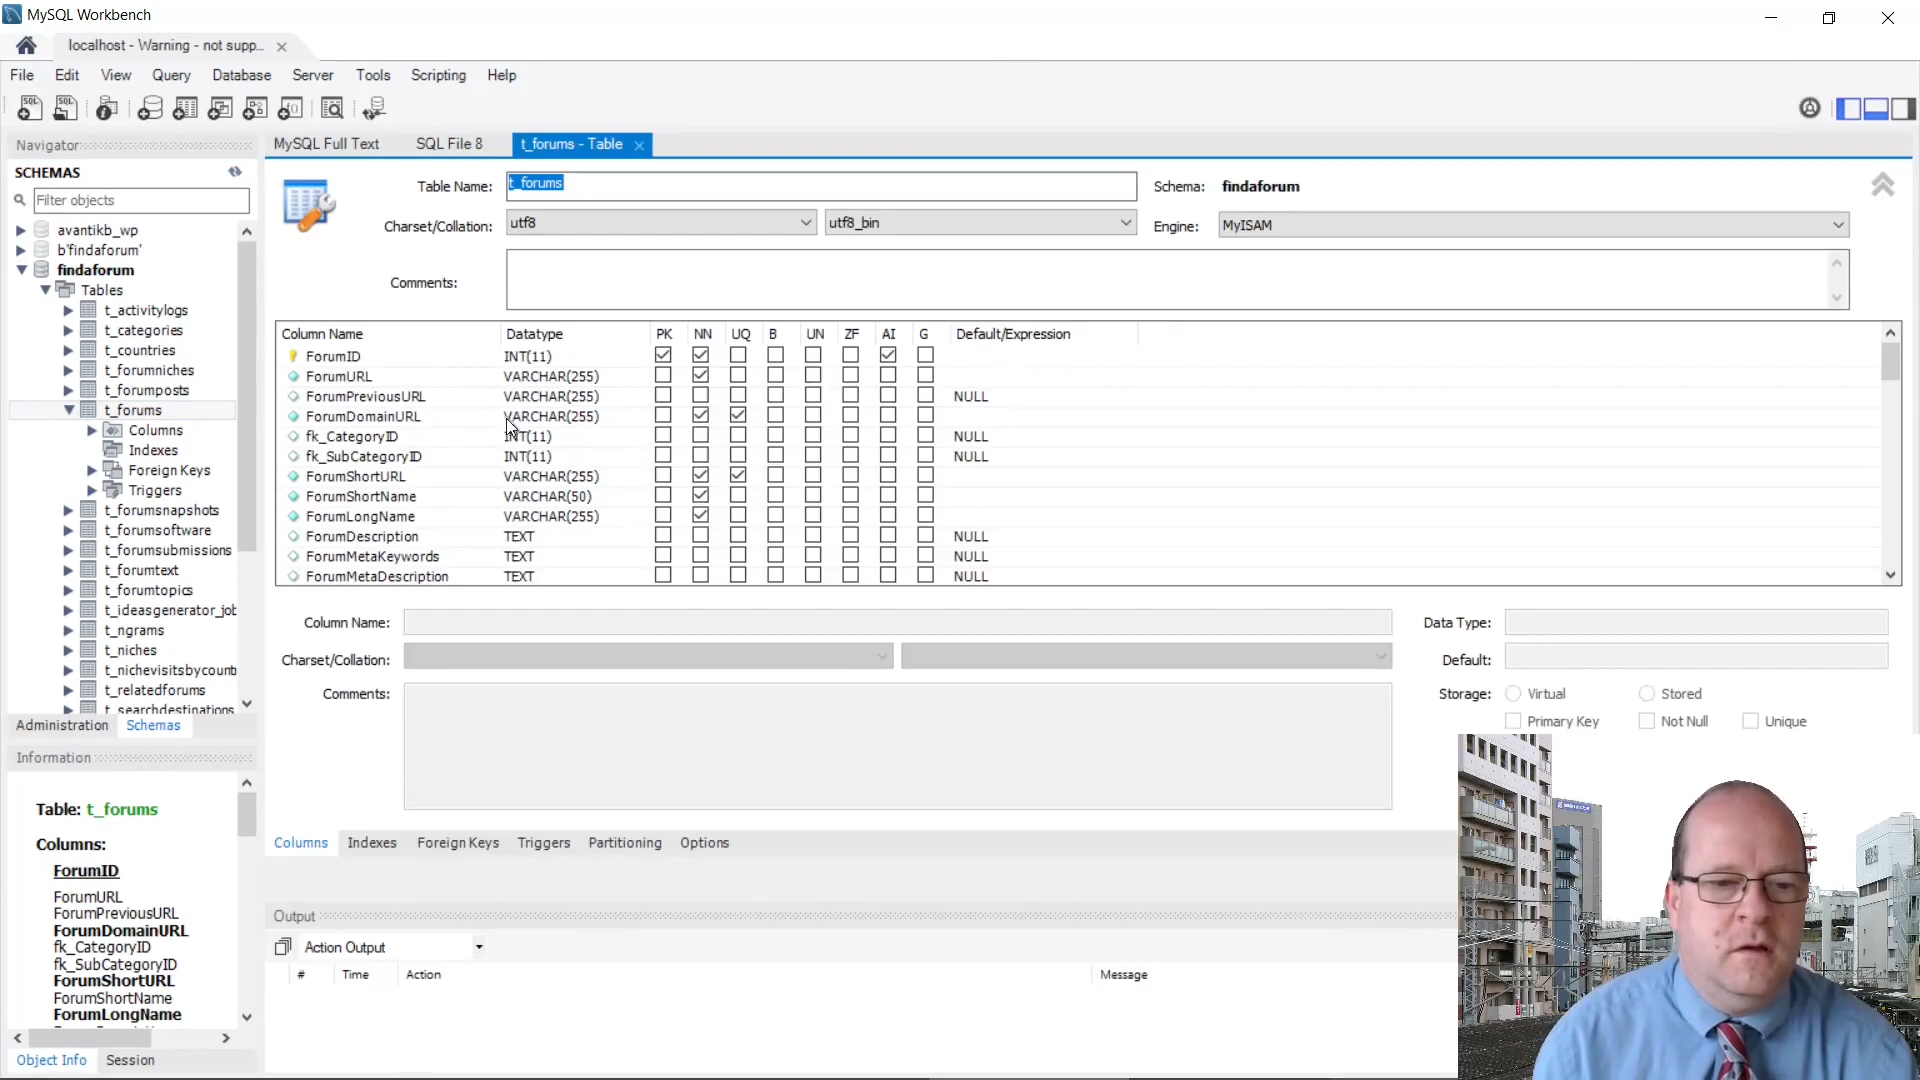 MySQL Workbench
localhost - Warning - not supp...
File Edit View Query Database Server Tools Scripting Help
Navigator
SCHEMAS
Filter objects
avantikb_wp
b'findaforum'
findaforum
Tables
t_activitylogs
t_categories
t_countries
t_forumniches
t_forumposts
t_forums
Columns
Indexes
Foreign Keys
Triggers
t_forumsnapshots
t_forumsoftware
t_forumsubmissions
t_forumtext
t_forumtopics
t_ideasgenerator_job
t_ngrams
t_niches
t_nichevisitsbycount
t_relatedforums
t_searchdestinations
Administration Schemas
Information
Table: t_forums
Columns:
ForumID
ForumURL
ForumPreviousURL
ForumDomainURL
fk_CategoryID
fk_SubCategoryID
ForumShortURL
ForumShortName
ForumLongName
Object Info Session
MySQL Full Text SQL File 8 t_forums - Table
Table Name: t_forums Schema: findaforum
Charset/Collation: utf8 utf8_bin Engine: MyISAM
Comments:
Column Name Datatype PK NN UQ B UN ZF AI G Default/Expression
ForumID INT(11)
ForumURL VARCHAR(255)
ForumPreviousURL VARCHAR(255) NULL
ForumDomainURL VARCHAR(255)
fk_CategoryID INT(11) NULL
fk_SubCategoryID INT(11) NULL
ForumShortURL VARCHAR(255)
ForumShortName VARCHAR(50)
ForumLongName VARCHAR(255)
ForumDescription TEXT NULL
ForumMetaKeywords TEXT NULL
ForumMetaDescription TEXT NULL
Column Name: Data Type:
Charset/Collation: Default:
Comments: Storage: Virtual Stored
Primary Key Not Null Unique
Columns Indexes Foreign Keys Triggers Partitioning Options
Output
Action Output
# Time Action Message